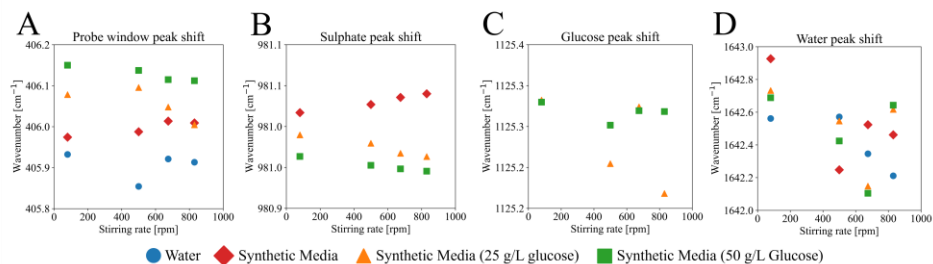 A
Probe window peak shift
Wavenumber [cm⁻¹]
406.2
406.1
406.0
405.9
405.8
0 200 400 600 800 1000
Stirring rate [rpm]
B
Sulphate peak shift
Wavenumber [cm⁻¹]
981.1
981.0
981.0
980.9
0 200 400 600 800 1000
Stirring rate [rpm]
C
Glucose peak shift
Wavenumber [cm⁻¹]
1125.4
1125.3
1125.2
1125.2
0 200 400 600 800 1000
Stirring rate [rpm]
D
Water peak shift
Wavenumber [cm⁻¹]
1643.0
1642.8
1642.6
1642.4
1642.2
1642.0
0 200 400 600 800 1000
Stirring rate [rpm]
Water Synthetic Media Synthetic Media (25 g/L glucose) Synthetic Media (50 g/L Glucose)